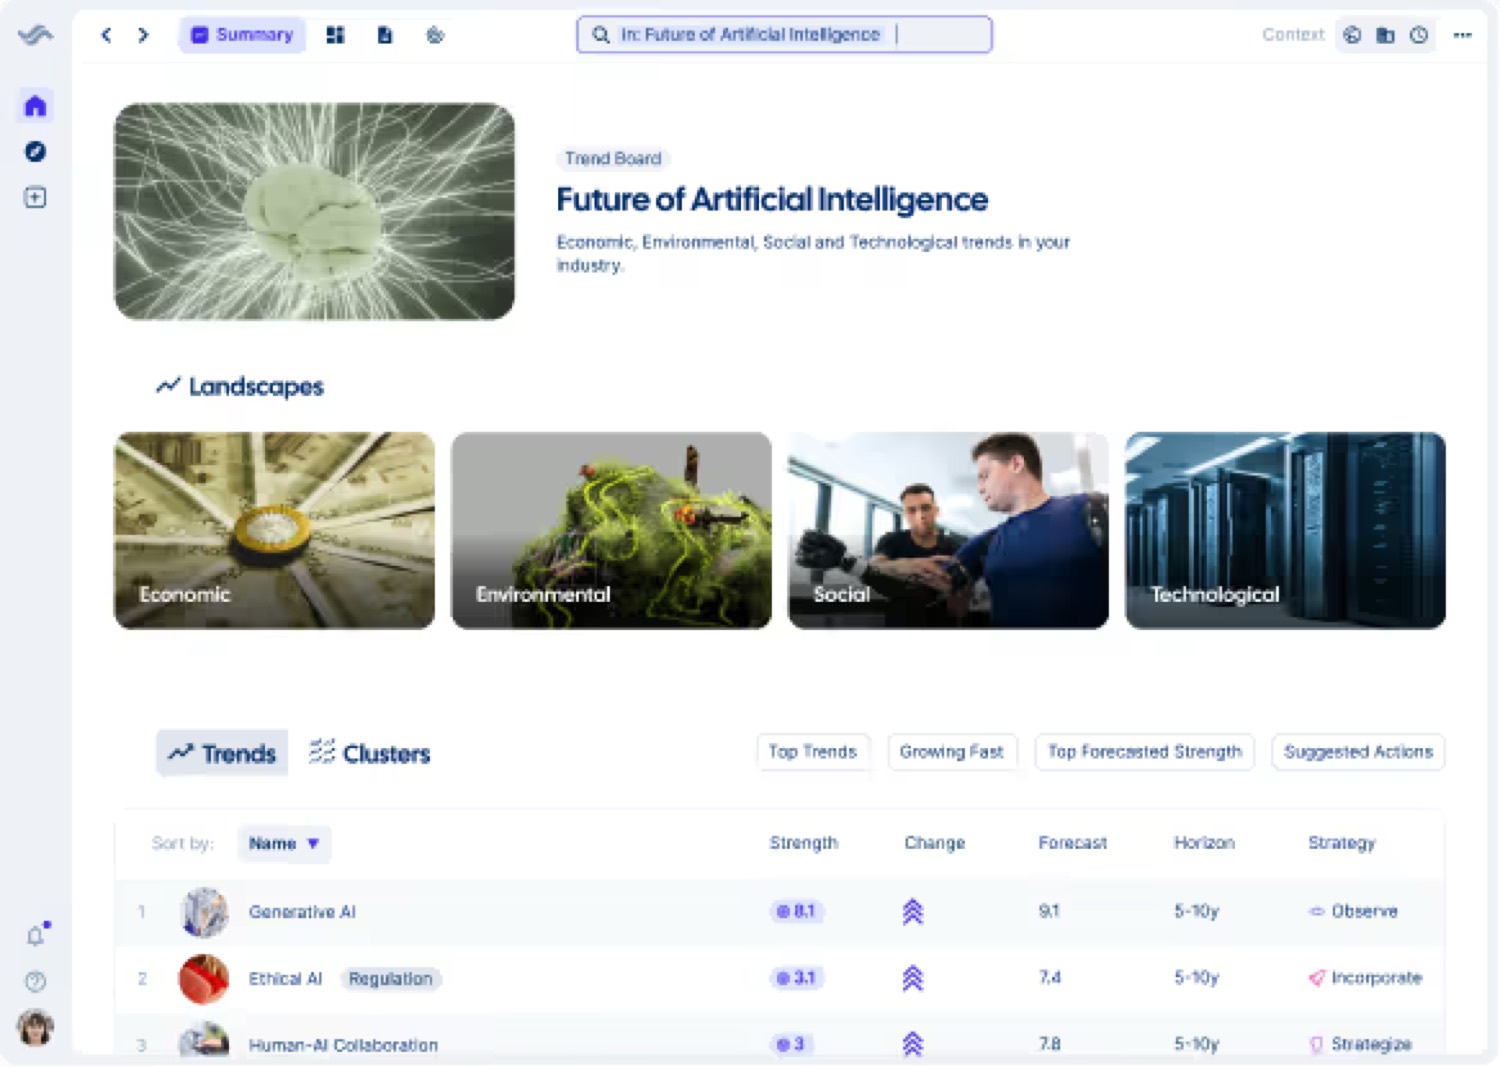 Summary
in: Future of Artificial Intelligence
Context
Trend Board
Future of Artificial Intelligence
Economic, Environmental, Social and Technological trends in your
industry.
Landscapes
Economic
Environmental
Social
Technological
Trends
Clusters
Top Trends
Growing Fast
Top Forecasted Strength
Suggested Actions
Sort by: Name Strength Change Forecast Horizon Strategy
1 Generative AI 8.1 9.1 5-10y Observe
2 Ethical AI Regulation 3.1 7.4 5-10y Incorporate
3 Human-AI Collaboration 3 7.8 5-10y Strategize